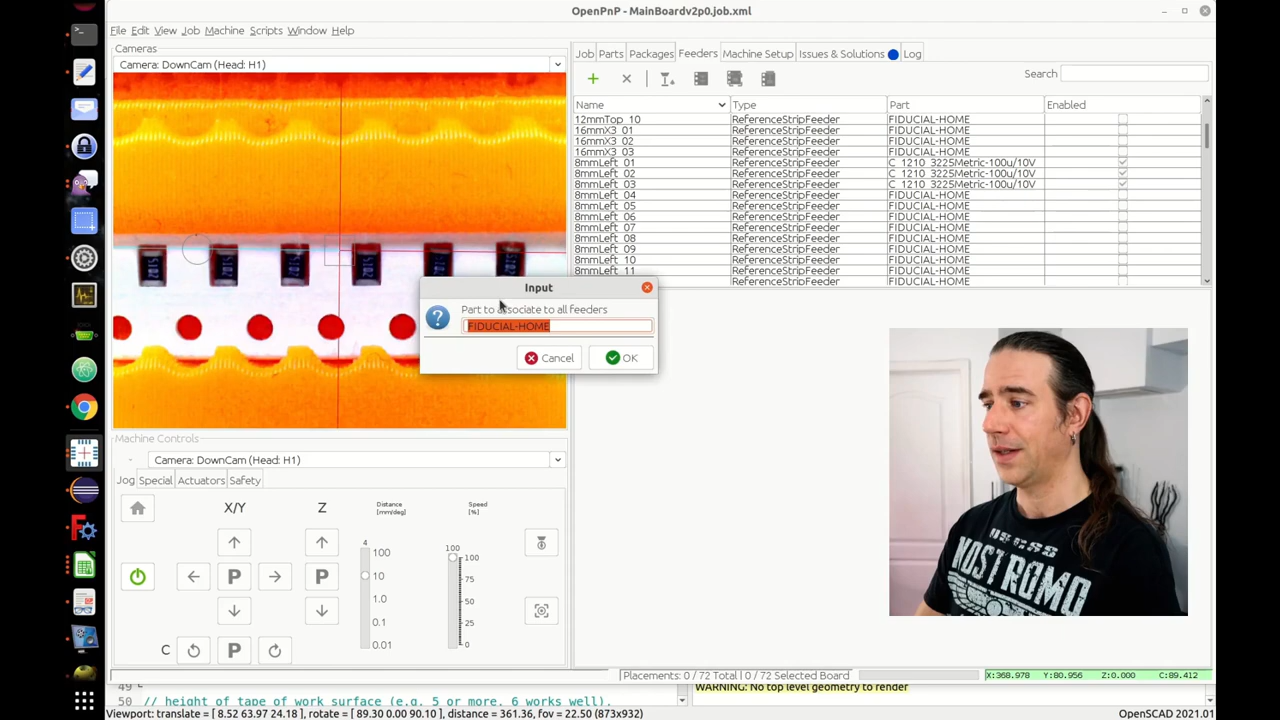 OpenPnP - MainBoardv2p0.job.xml
File Edit View Job Machine Scripts Window Help
Cameras
Camera: DownCam (Head: H1)
Job Parts Packages Feeders Machine Setup Issues & Solutions Log
Search
Name Type Part Enabled
12mmTop_10 ReferenceStripFeeder FIDUCIAL-HOME
16mmX3_01 ReferenceStripFeeder FIDUCIAL-HOME
16mmX3_02 ReferenceStripFeeder FIDUCIAL-HOME
16mmX3_03 ReferenceStripFeeder FIDUCIAL-HOME
8mmLeft_01 ReferenceStripFeeder C_1210_3225Metric-100u/10V
8mmLeft_02 ReferenceStripFeeder C_1210_3225Metric-100u/10V
8mmLeft_03 ReferenceStripFeeder C_1210_3225Metric-100u/10V
8mmLeft_04 ReferenceStripFeeder FIDUCIAL-HOME
8mmLeft_05 ReferenceStripFeeder FIDUCIAL-HOME
8mmLeft_06 ReferenceStripFeeder FIDUCIAL-HOME
8mmLeft_07 ReferenceStripFeeder FIDUCIAL-HOME
8mmLeft_08 ReferenceStripFeeder FIDUCIAL-HOME
8mmLeft_09 ReferenceStripFeeder FIDUCIAL-HOME
8mmLeft_10 ReferenceStripFeeder FIDUCIAL-HOME
8mmLeft_11 ReferenceStripFeeder FIDUCIAL-HOME
ReferenceStripFeeder FIDUCIAL-HOME
Input
Part to associate to all feeders
FIDUCIAL-HOME
Cancel OK
Machine Controls
Camera: DownCam (Head: H1)
Jog Special Actuators Safety
X/Y Z Distance [mm/deg] Speed [%]
4 100
100 100
10 75
1.0 50
0.1 25
0.01 0
P P
C P
NOSTROMO
Placements: 0 / 72 Total | 0 / 72 Selected Board
X:368.978 Y:80.956 Z:0.000 C:89.412
49
WARNING: No top level geometry to render
50 // height of tape of work surface (e.g. 5 or more. 6 works well).
Viewport: translate = [ 8.52 63.97 24.18 ], rotate = [ 89.30 0.00 90.10 ], distance = 361.36, fov = 22.50 (873x932)
OpenSCAD 2021.01